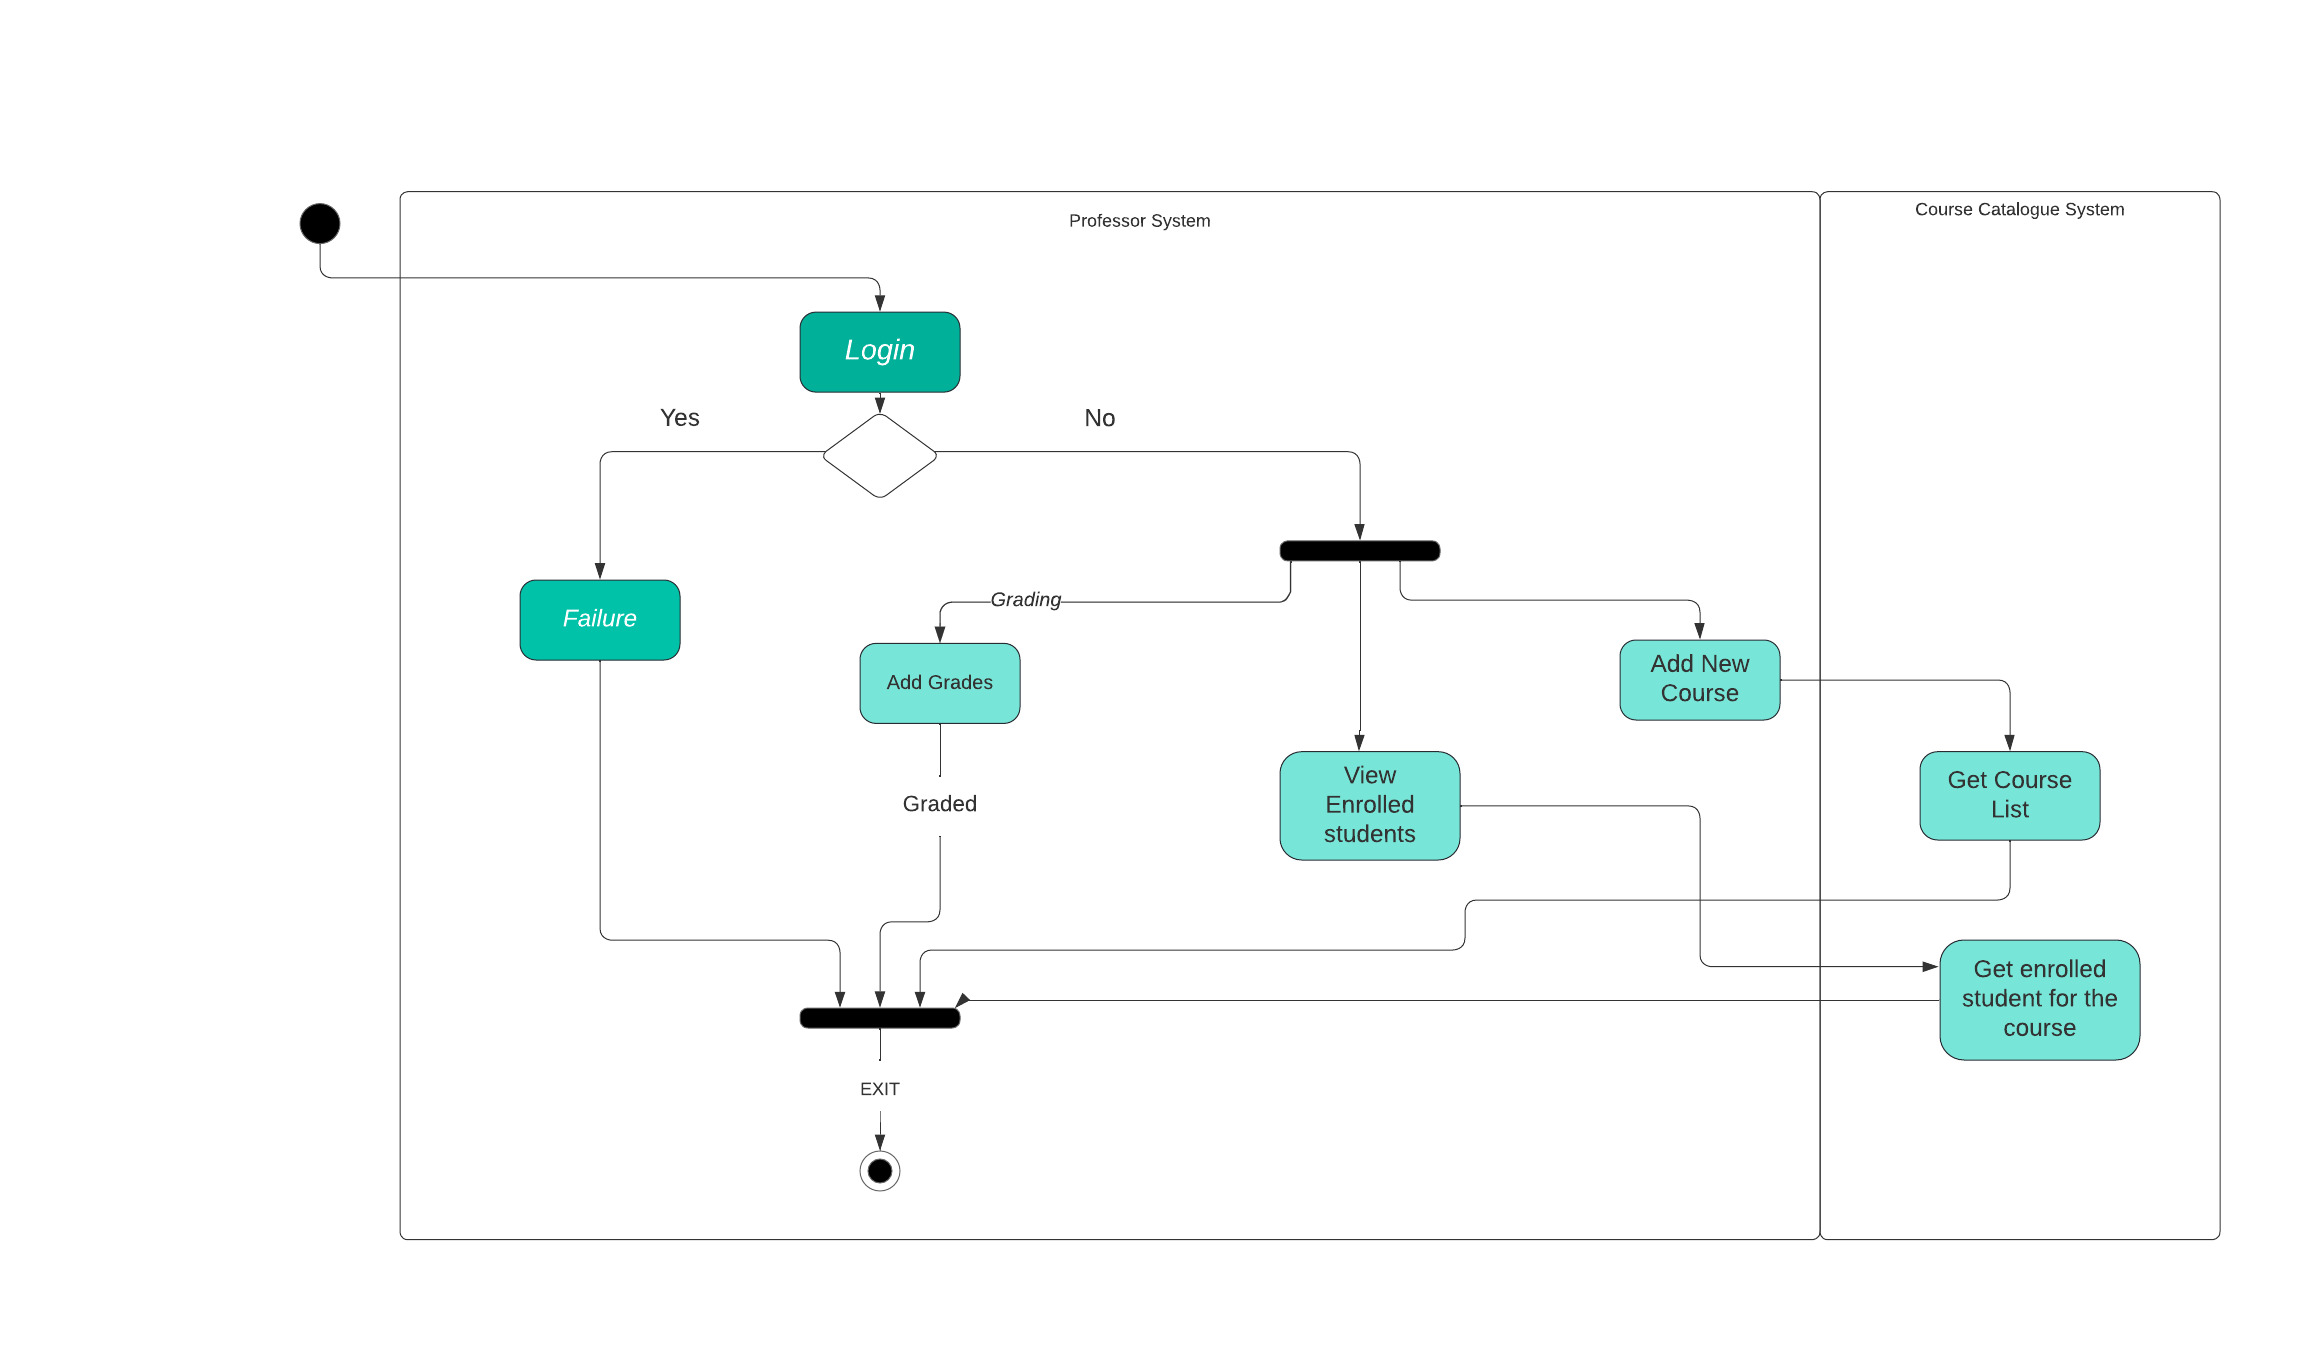 Professor System
Course Catalogue System
Login
Yes
No
Grading
Failure
Add Grades
Add New
Course
View
Enrolled
students
Get Course
List
Graded
Get enrolled
student for the
course
EXIT